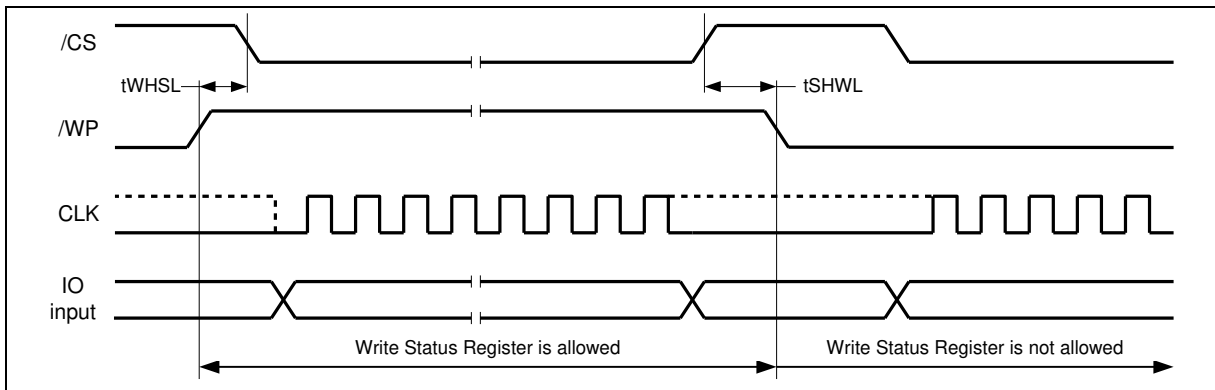 /CS
tWHSL
tSHWL
/WP
CLK
IO
input
Write Status Register is allowed
Write Status Register is not allowed